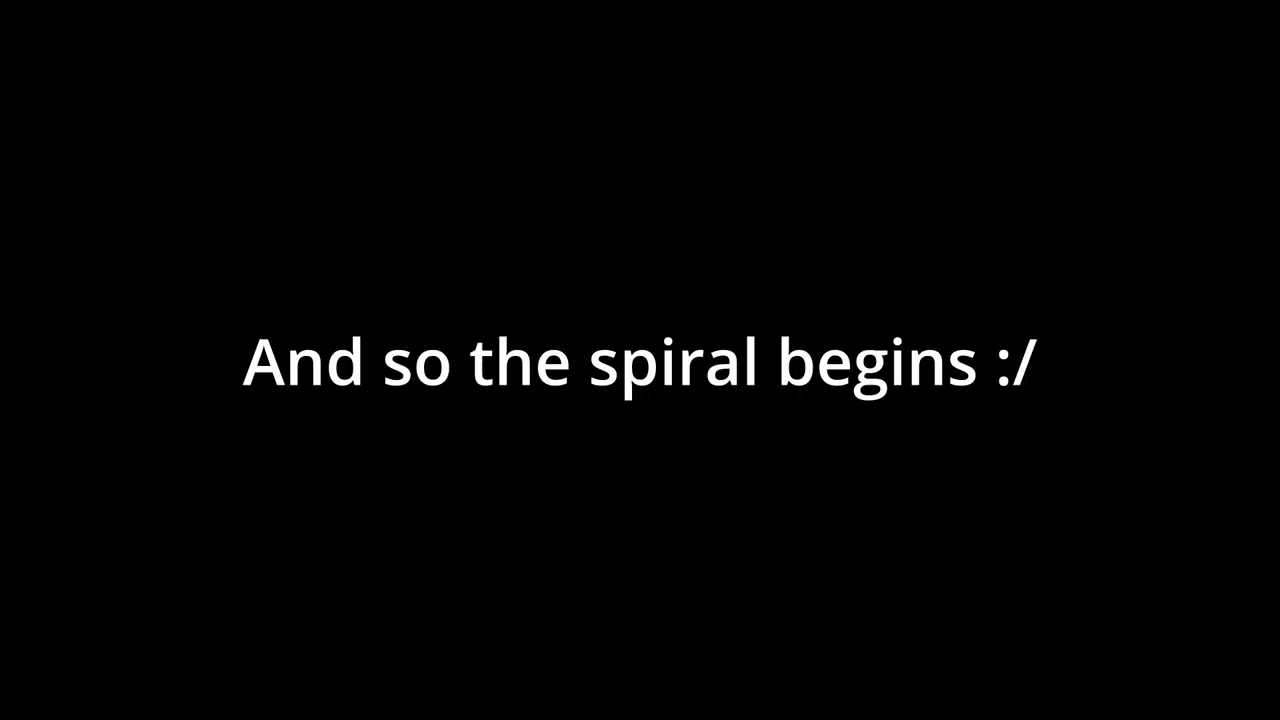 And so the spiral begins :/